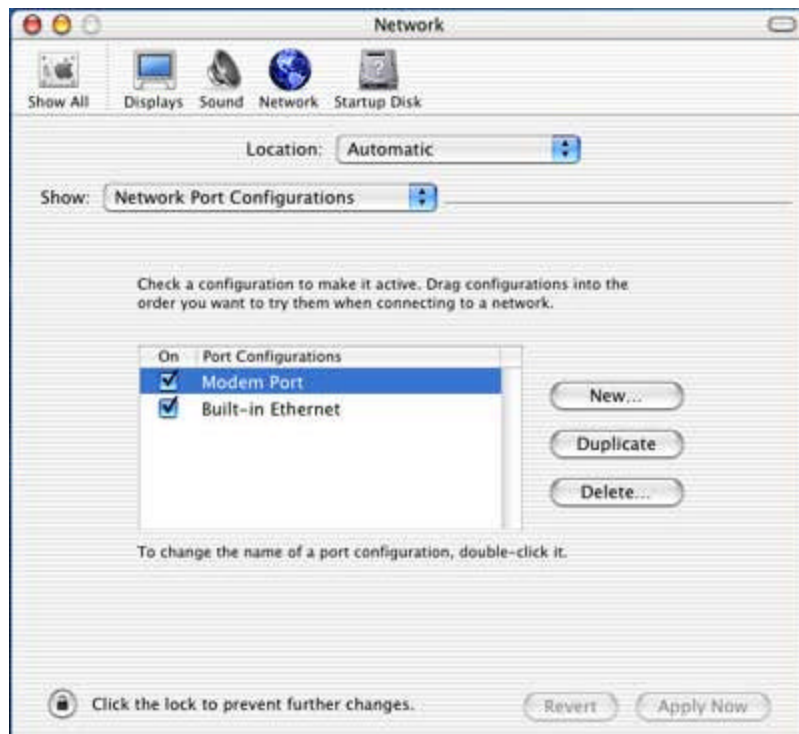 Network
Show All Displays Sound Network Startup Disk
Location: Automatic
Show: Network Port Configurations
Check a configuration to make it active. Drag configurations into the
order you want to try them when connecting to a network.
On Port Configurations
Modem Port
Built-in Ethernet
New...
Duplicate
Delete...
To change the name of a port configuration, double-click it.
Click the lock to prevent further changes.
Revert Apply Now